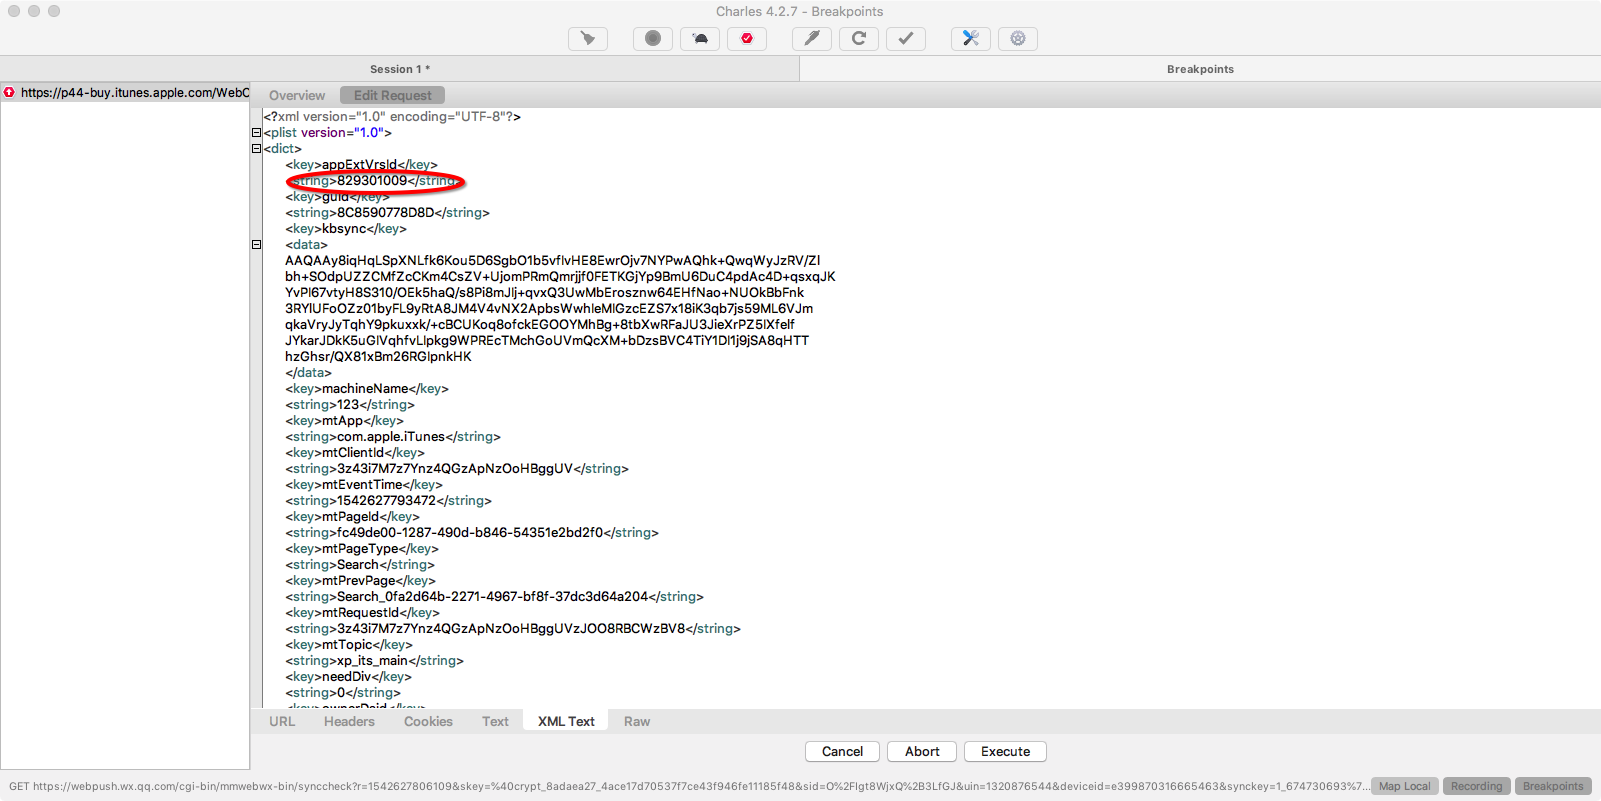 Charles 4.2.7 - Breakpoints
Session 1 *
Breakpoints
https://p44-buy.itunes.apple.com/WebO
Overview
Edit Request
<?xml version="1.0" encoding="UTF-8"?>
<plist version="1.0">
<dict>
<key>appExtVrsId</key>
<string>829301009</string>
<key>guid</key>
<string>8C8590778D8D</string>
<key>kbsync</key>
<data>
AAQAAy8iqHqLSpXNLfk6Kou5D6SgbO1b5vflvHE8EwrOjv7NYPwAQhk+QwqWyJzRV/ZI
bh+SOdpUZZCMfZcCKm4CsZV+UjomPRmQmrjjf0FETKGjYp9BmU6DuC4pdAc4D+qsxqJK
YvPl67vtyH8S310/OEk5haQ/s8Pi8mJlj+qvxQ3UwMbErosznw64EHfNao+NUOkBbFnk
3RYlUFoOZz01byFL9yRtA8JM4V4vNX2ApbsWwhIeMlGzcEZS7x18iK3qb7js59ML6VJm
qkaVryJyTqhY9pkuxxk/+cBCUKoq8ofckEGOOYMhBg+8tbXwRFaJU3JieXrPZ5IXfelf
JYkarJDkK5uGlVqhfvLlpkg9WPREcTMchGoUVmQcXM+bDzsBVC4TiY1Dl1j9jSA8qHTT
hzGhsr/QX81xBm26RGlpnkHK
</data>
<key>machineName</key>
<string>123</string>
<key>mtApp</key>
<string>com.apple.iTunes</string>
<key>mtClientId</key>
<string>3z43i7M7z7Ynz4QGzApNzOoHBggUV</string>
<key>mtEventTime</key>
<string>1542627793472</string>
<key>mtPageId</key>
<string>fc49de00-1287-490d-b846-54351e2bd2f0</string>
<key>mtPageType</key>
<string>Search</string>
<key>mtPrevPage</key>
<string>Search_0fa2d64b-2271-4967-bf8f-37dc3d64a204</string>
<key>mtRequestId</key>
<string>3z43i7M7z7Ynz4QGzApNzOoHBggUVzJOO8RBCWzBV8</string>
<key>mtTopic</key>
<string>xp_its_main</string>
<key>needDiv</key>
<string>0</string>
<key>ownerDsid</key>
URL
Headers
Cookies
Text
XML Text
Raw
Cancel
Abort
Execute
GET https://webpush.wx.qq.com/cgi-bin/mmwebwx-bin/synccheck?r=1542627806109&skey=%40crypt_8adaea27_4ace17d70537f7ce43f946fe11185f48&sid=O%2FIgt8WjxQ%2B3LfGJ&uin=1320876544&deviceid=e399870316665463&synckey=1_674730693%7...
Map Local
Recording
Breakpoints